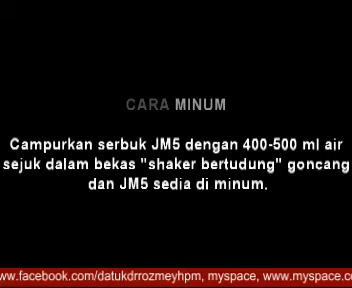 CARA MINUM
Campurkan serbuk JM5 dengan 400-500 ml air
sejuk dalam bekas "shaker bertudung" goncang
dan JM5 sedia di minum.
www.facebook.com/datukdrrozmeyhpm, myspace, www.myspace.co